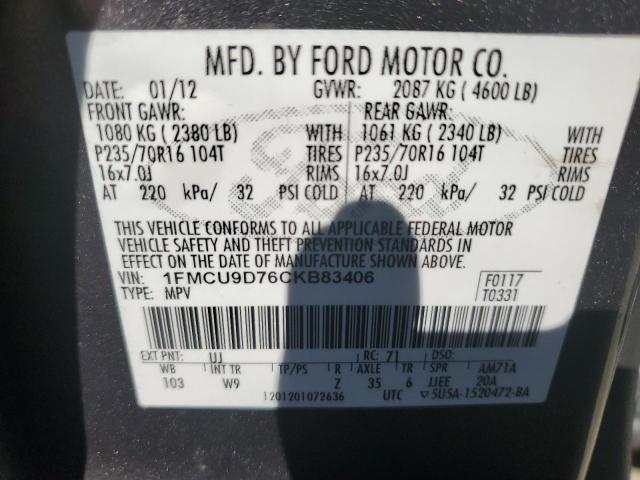 MFD. BY FORD MOTOR CO.
DATE: 01/12 GVWR: 2087 KG ( 4600 LB)
FRONT GAWR: REAR GAWR:
1080 KG ( 2380 LB) WITH 1061 KG ( 2340 LB) WITH
P235/70R16 104T TIRES P235/70R16 104T TIRES
16x7.0J RIMS 16x7.0J RIMS
AT 220 kPa/ 32 PSI COLD AT 220 kPa/ 32 PSI COLD
THIS VEHICLE CONFORMS TO ALL APPLICABLE FEDERAL MOTOR
VEHICLE SAFETY AND THEFT PREVENTION STANDARDS IN
EFFECT ON THE DATE OF MANUFACTURE SHOWN ABOVE.
VIN: 1FMCU9D76CKB83406 F0117
TYPE: MPV T0331
EXT PNT: UJ RC: 71 DSO:
WB INT TR TP/PS R AXLE TR SPR AM71A
103 W9 Z 35 6 JJEE 20A
1201201072636 UTC ▽5U5A-1520472-BA